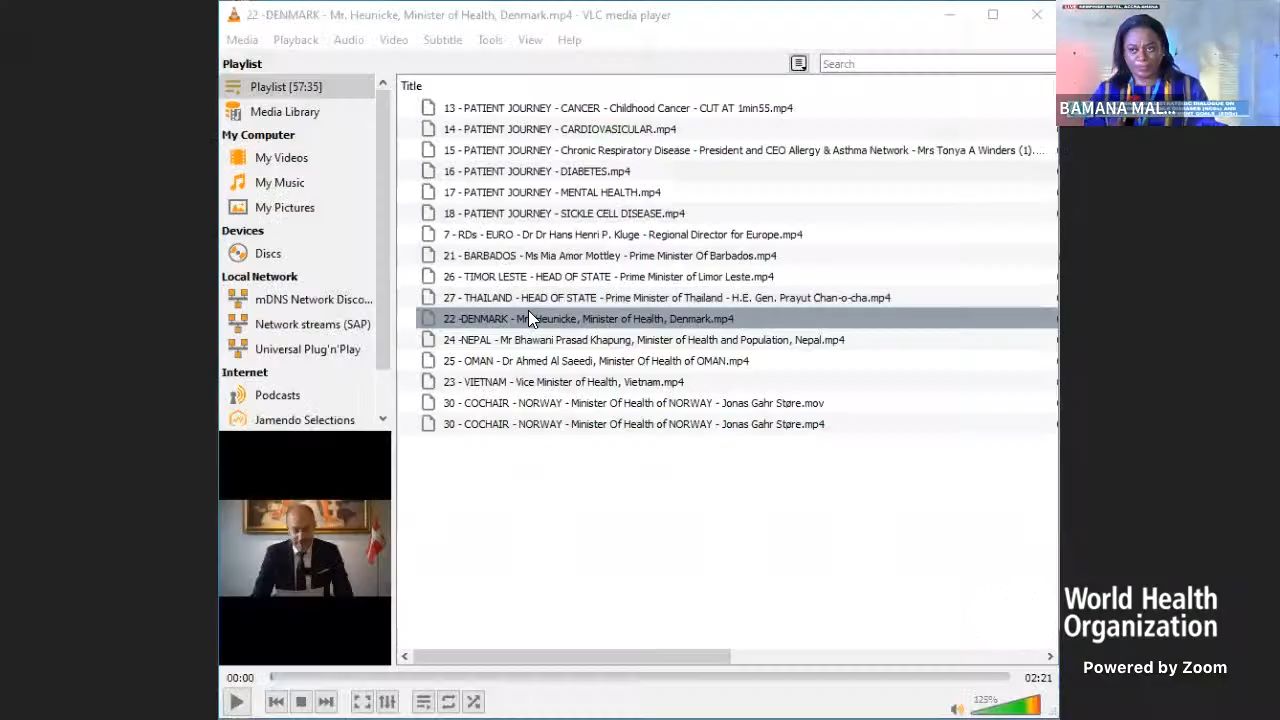 22 -DENMARK - Mr. Heunicke, Minister of Health, Denmark.mp4 - VLC media player
Media Playback Audio Video Subtitle Tools View Help
Playlist
Search
Playlist [57:35]
Media Library
My Computer
My Videos
My Music
My Pictures
Devices
Discs
Local Network
mDNS Network Disco...
Network streams (SAP)
Universal Plug'n'Play
Internet
Podcasts
Jamendo Selections
Title
13 - PATIENT JOURNEY - CANCER - Childhood Cancer - CUT AT 1min55.mp4
14 - PATIENT JOURNEY - CARDIOVASCULAR.mp4
15 - PATIENT JOURNEY - Chronic Respiratory Disease - President and CEO Allergy & Asthma Network - Mrs Tonya A Winders (1)....
16 - PATIENT JOURNEY - DIABETES.mp4
17 - PATIENT JOURNEY - MENTAL HEALTH.mp4
18 - PATIENT JOURNEY - SICKLE CELL DISEASE.mp4
7 - RDs - EURO - Dr Dr Hans Henri P. Kluge - Regional Director for Europe.mp4
21 - BARBADOS - Ms Mia Amor Mottley - Prime Minister Of Barbados.mp4
26 - TIMOR LESTE - HEAD OF STATE - Prime Minister of Limor Leste.mp4
27 - THAILAND - HEAD OF STATE - Prime Minister of Thailand - H.E. Gen. Prayut Chan-o-cha.mp4
22 -DENMARK - Mr. Heunicke, Minister of Health, Denmark.mp4
24 -NEPAL - Mr Bhawani Prasad Khapung, Minister of Health and Population, Nepal.mp4
25 - OMAN - Dr Ahmed Al Saeedi, Minister Of Health of OMAN.mp4
23 - VIETNAM - Vice Minister of Health, Vietnam.mp4
30 - COCHAIR - NORWAY - Minister Of Health of NORWAY - Jonas Gahr Støre.mov
30 - COCHAIR - NORWAY - Minister Of Health of NORWAY - Jonas Gahr Støre.mp4
00:00
02:21
125%
LIVE KEMPINSKI HOTEL, ACCRA-GHANA
BAMANA MAL...
World Health
Organization
Powered by Zoom